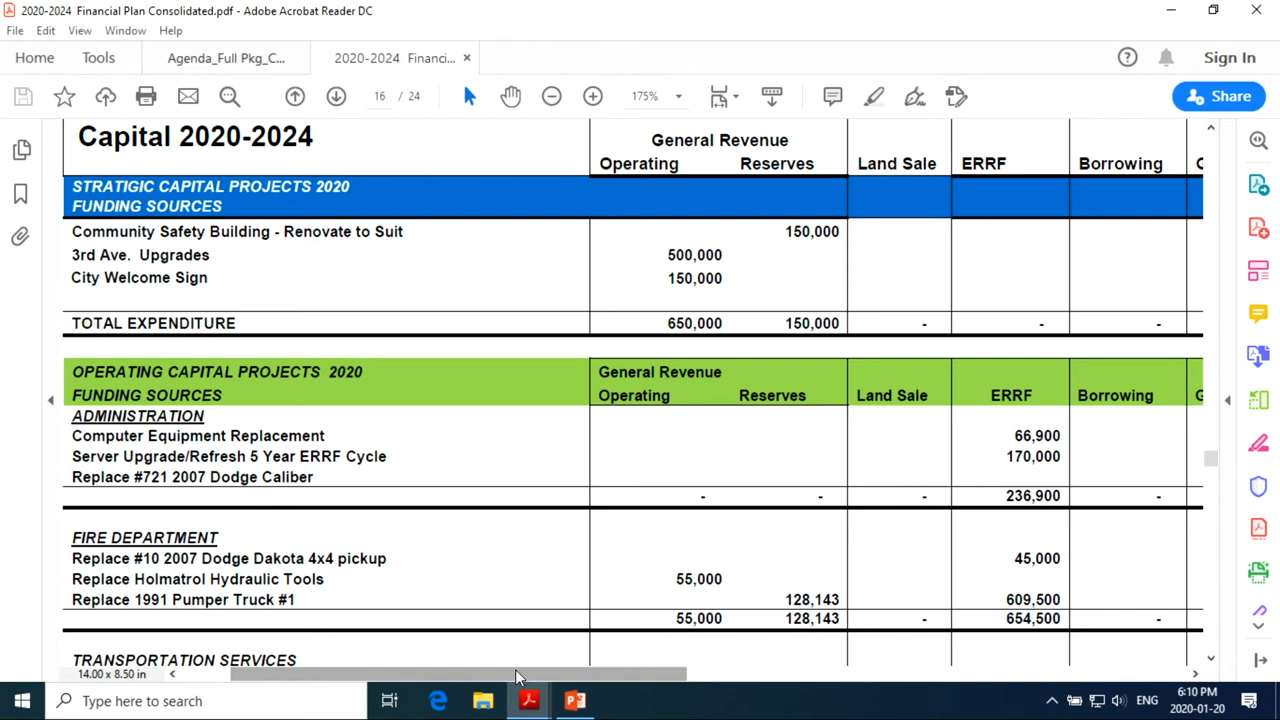 2020-2024 Financial Plan Consolidated.pdf - Adobe Acrobat Reader DC
File Edit View Window Help
Home Tools Agenda_Full Pkg_C... 2020-2024 Financi... × Sign In
16 / 24 175% Share
Capital 2020-2024 General Revenue
Operating Reserves Land Sale ERRF Borrowing
STRATIGIC CAPITAL PROJECTS 2020
FUNDING SOURCES
Community Safety Building - Renovate to Suit 150,000
3rd Ave. Upgrades 500,000
City Welcome Sign 150,000
TOTAL EXPENDITURE 650,000 150,000 - - -
OPERATING CAPITAL PROJECTS 2020 General Revenue
FUNDING SOURCES Operating Reserves Land Sale ERRF Borrowing G
ADMINISTRATION
Computer Equipment Replacement 66,900
Server Upgrade/Refresh 5 Year ERRF Cycle 170,000
Replace #721 2007 Dodge Caliber
- - - 236,900 -
FIRE DEPARTMENT
Replace #10 2007 Dodge Dakota 4x4 pickup 45,000
Replace Holmatrol Hydraulic Tools 55,000
Replace 1991 Pumper Truck #1 128,143 609,500
55,000 128,143 - 654,500 -
TRANSPORTATION SERVICES
14.00 x 8.50 in
Type here to search ENG 6:10 PM
2020-01-20